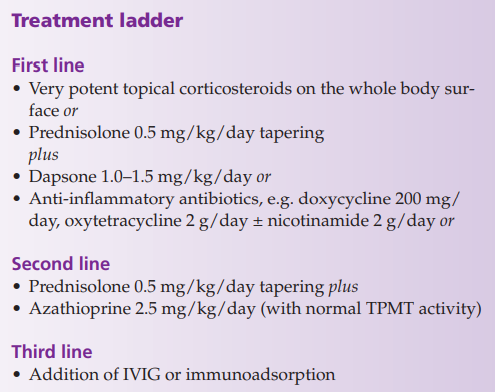 Treatment ladder
First line
• Very potent topical corticosteroids on the whole body sur-
face or
• Prednisolone 0.5 mg/kg/day tapering
plus
• Dapsone 1.0–1.5 mg/kg/day or
• Anti-inflammatory antibiotics, e.g. doxycycline 200 mg/
day, oxytetracycline 2 g/day ± nicotinamide 2 g/day or
Second line
• Prednisolone 0.5 mg/kg/day tapering plus
• Azathioprine 2.5 mg/kg/day (with normal TPMT activity)
Third line
• Addition of IVIG or immunoadsorption